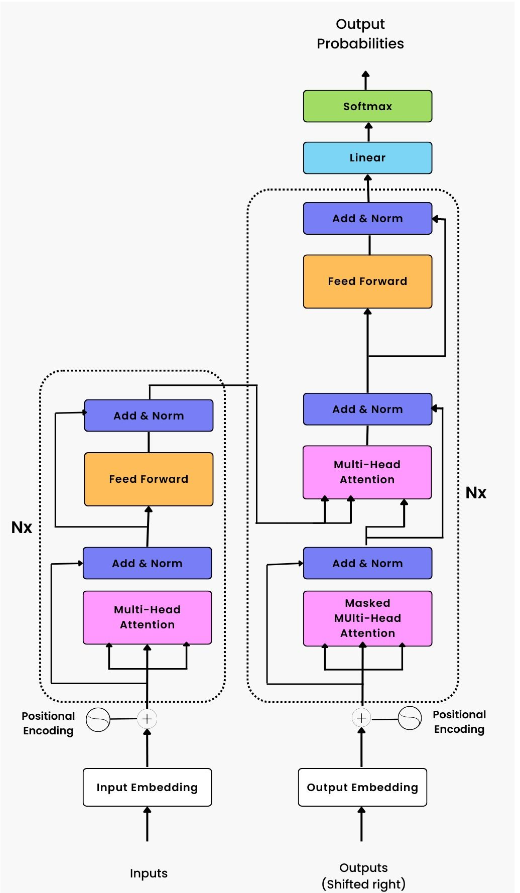 Output
Probabilities
Softmax
Linear
Add & Norm
Feed Forward
Add & Norm
Multi-Head
Attention
Nx
Add & Norm
Masked
MUlti-Head
Attention
Positional
Encoding
Output Embedding
Outputs
(Shifted right)
Add & Norm
Feed Forward
Nx
Add & Norm
Multi-Head
Attention
Positional
Encoding
Input Embedding
Inputs